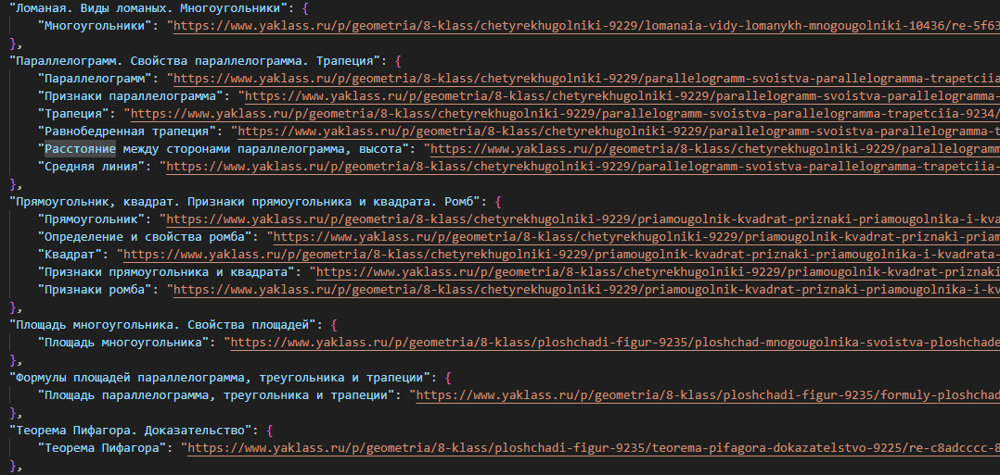 "Ломаная. Виды ломаных. Многоугольники": {
"Многоугольники": "https://www.yaklass.ru/p/geometria/8-klass/chetyrekhugolniki-9229/lomanaia-vidy-lomanykh-mnogougolniki-10436/re-5f63
},
"Параллелограмм. Свойства параллелограмма. Трапеция": {
"Параллелограмм": "https://www.yaklass.ru/p/geometria/8-klass/chetyrekhugolniki-9229/parallelogramm-svoistva-parallelogramma-trapetciia
"Признаки параллелограмма": "https://www.yaklass.ru/p/geometria/8-klass/chetyrekhugolniki-9229/parallelogramm-svoistva-parallelogramma-
"Трапеция": "https://www.yaklass.ru/p/geometria/8-klass/chetyrekhugolniki-9229/parallelogramm-svoistva-parallelogramma-trapetciia-9234/
"Равнобедренная трапеция": "https://www.yaklass.ru/p/geometria/8-klass/chetyrekhugolniki-9229/parallelogramm-svoistva-parallelogramma-t
"Расстояние между сторонами параллелограмма, высота": "https://www.yaklass.ru/p/geometria/8-klass/chetyrekhugolniki-9229/parallelogramm
"Средняя линия": "https://www.yaklass.ru/p/geometria/8-klass/chetyrekhugolniki-9229/parallelogramm-svoistva-parallelogramma-trapetciia-
},
"Прямоугольник, квадрат. Признаки прямоугольника и квадрата. Ромб": {
"Прямоугольник": "https://www.yaklass.ru/p/geometria/8-klass/chetyrekhugolniki-9229/priamougolnik-kvadrat-priznaki-priamougolnika-i-kva
"Определение и свойства ромба": "https://www.yaklass.ru/p/geometria/8-klass/chetyrekhugolniki-9229/priamougolnik-kvadrat-priznaki-priam
"Квадрат": "https://www.yaklass.ru/p/geometria/8-klass/chetyrekhugolniki-9229/priamougolnik-kvadrat-priznaki-priamougolnika-i-kvadrata-
"Признаки прямоугольника и квадрата": "https://www.yaklass.ru/p/geometria/8-klass/chetyrekhugolniki-9229/priamougolnik-kvadrat-priznaki
"Признаки ромба": "https://www.yaklass.ru/p/geometria/8-klass/chetyrekhugolniki-9229/priamougolnik-kvadrat-priznaki-priamougolnika-i-kv
},
"Площадь многоугольника. Свойства площадей": {
"Площадь многоугольника": "https://www.yaklass.ru/p/geometria/8-klass/ploshchadi-figur-9235/ploshchad-mnogougolnika-svoistva-ploshchade
},
"Формулы площадей параллелограмма, треугольника и трапеции": {
"Площадь параллелограмма, треугольника и трапеции": "https://www.yaklass.ru/p/geometria/8-klass/ploshchadi-figur-9235/formuly-ploshchad
},
"Теорема Пифагора. Доказательство": {
"Теорема Пифагора": "https://www.yaklass.ru/p/geometria/8-klass/ploshchadi-figur-9235/teorema-pifagora-dokazatelstvo-9225/re-c8adcccc-8
},